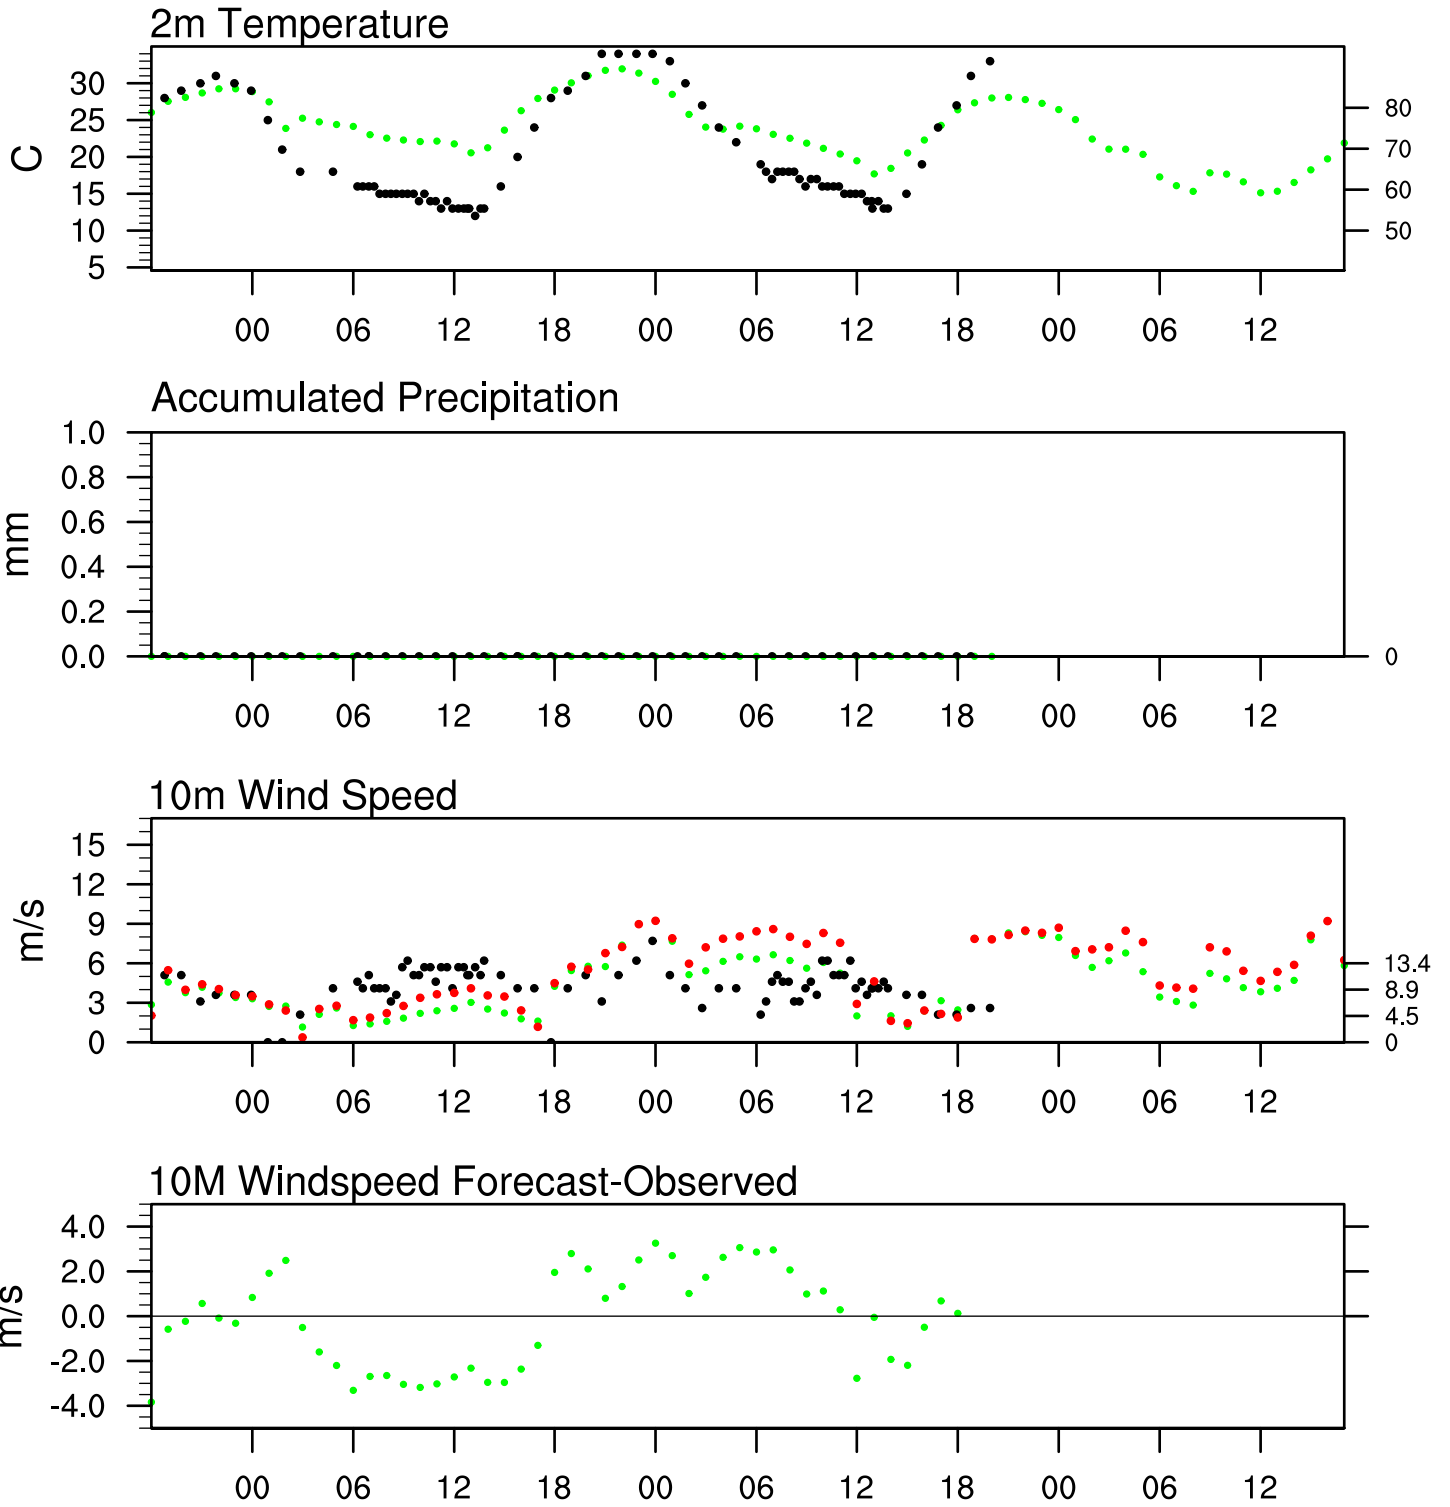 2m Temperature
30
25
20
15
10
5
C
80
70
60
50
00 06 12 18 00 06 12 18 00 06 12
Accumulated Precipitation
1.0
0.8
0.6
0.4
0.2
0.0
mm
0
00 06 12 18 00 06 12 18 00 06 12
10m Wind Speed
15
12
9
6
3
0
m/s
13.4
8.9
4.5
0
00 06 12 18 00 06 12 18 00 06 12
10M Windspeed Forecast-Observed
4.0
2.0
0.0
-2.0
-4.0
m/s
00 06 12 18 00 06 12 18 00 06 12